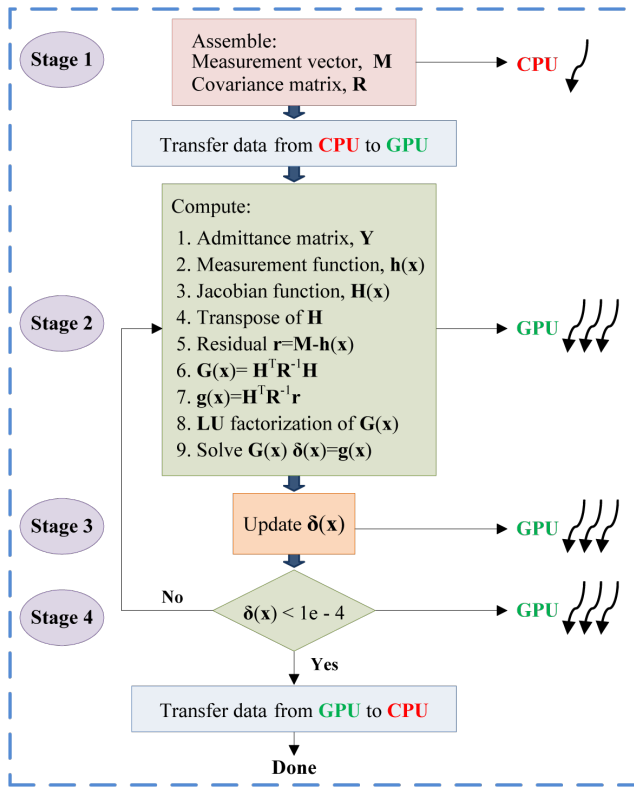 Stage 1
Assemble:
Measurement vector, M
Covariance matrix, R
CPU
Transfer data from CPU to GPU
Stage 2
Compute:
1. Admittance matrix, Y
2. Measurement function, h(x)
3. Jacobian function, H(x)
4. Transpose of H
5. Residual r=M-h(x)
6. G(x)= HᵀR⁻¹H
7. g(x)=HᵀR⁻¹r
8. LU factorization of G(x)
9. Solve G(x) δ(x)=g(x)
GPU
Stage 3
Update δ(x)
GPU
Stage 4
No
δ(x) < 1e - 4
GPU
Yes
Transfer data from GPU to CPU
Done